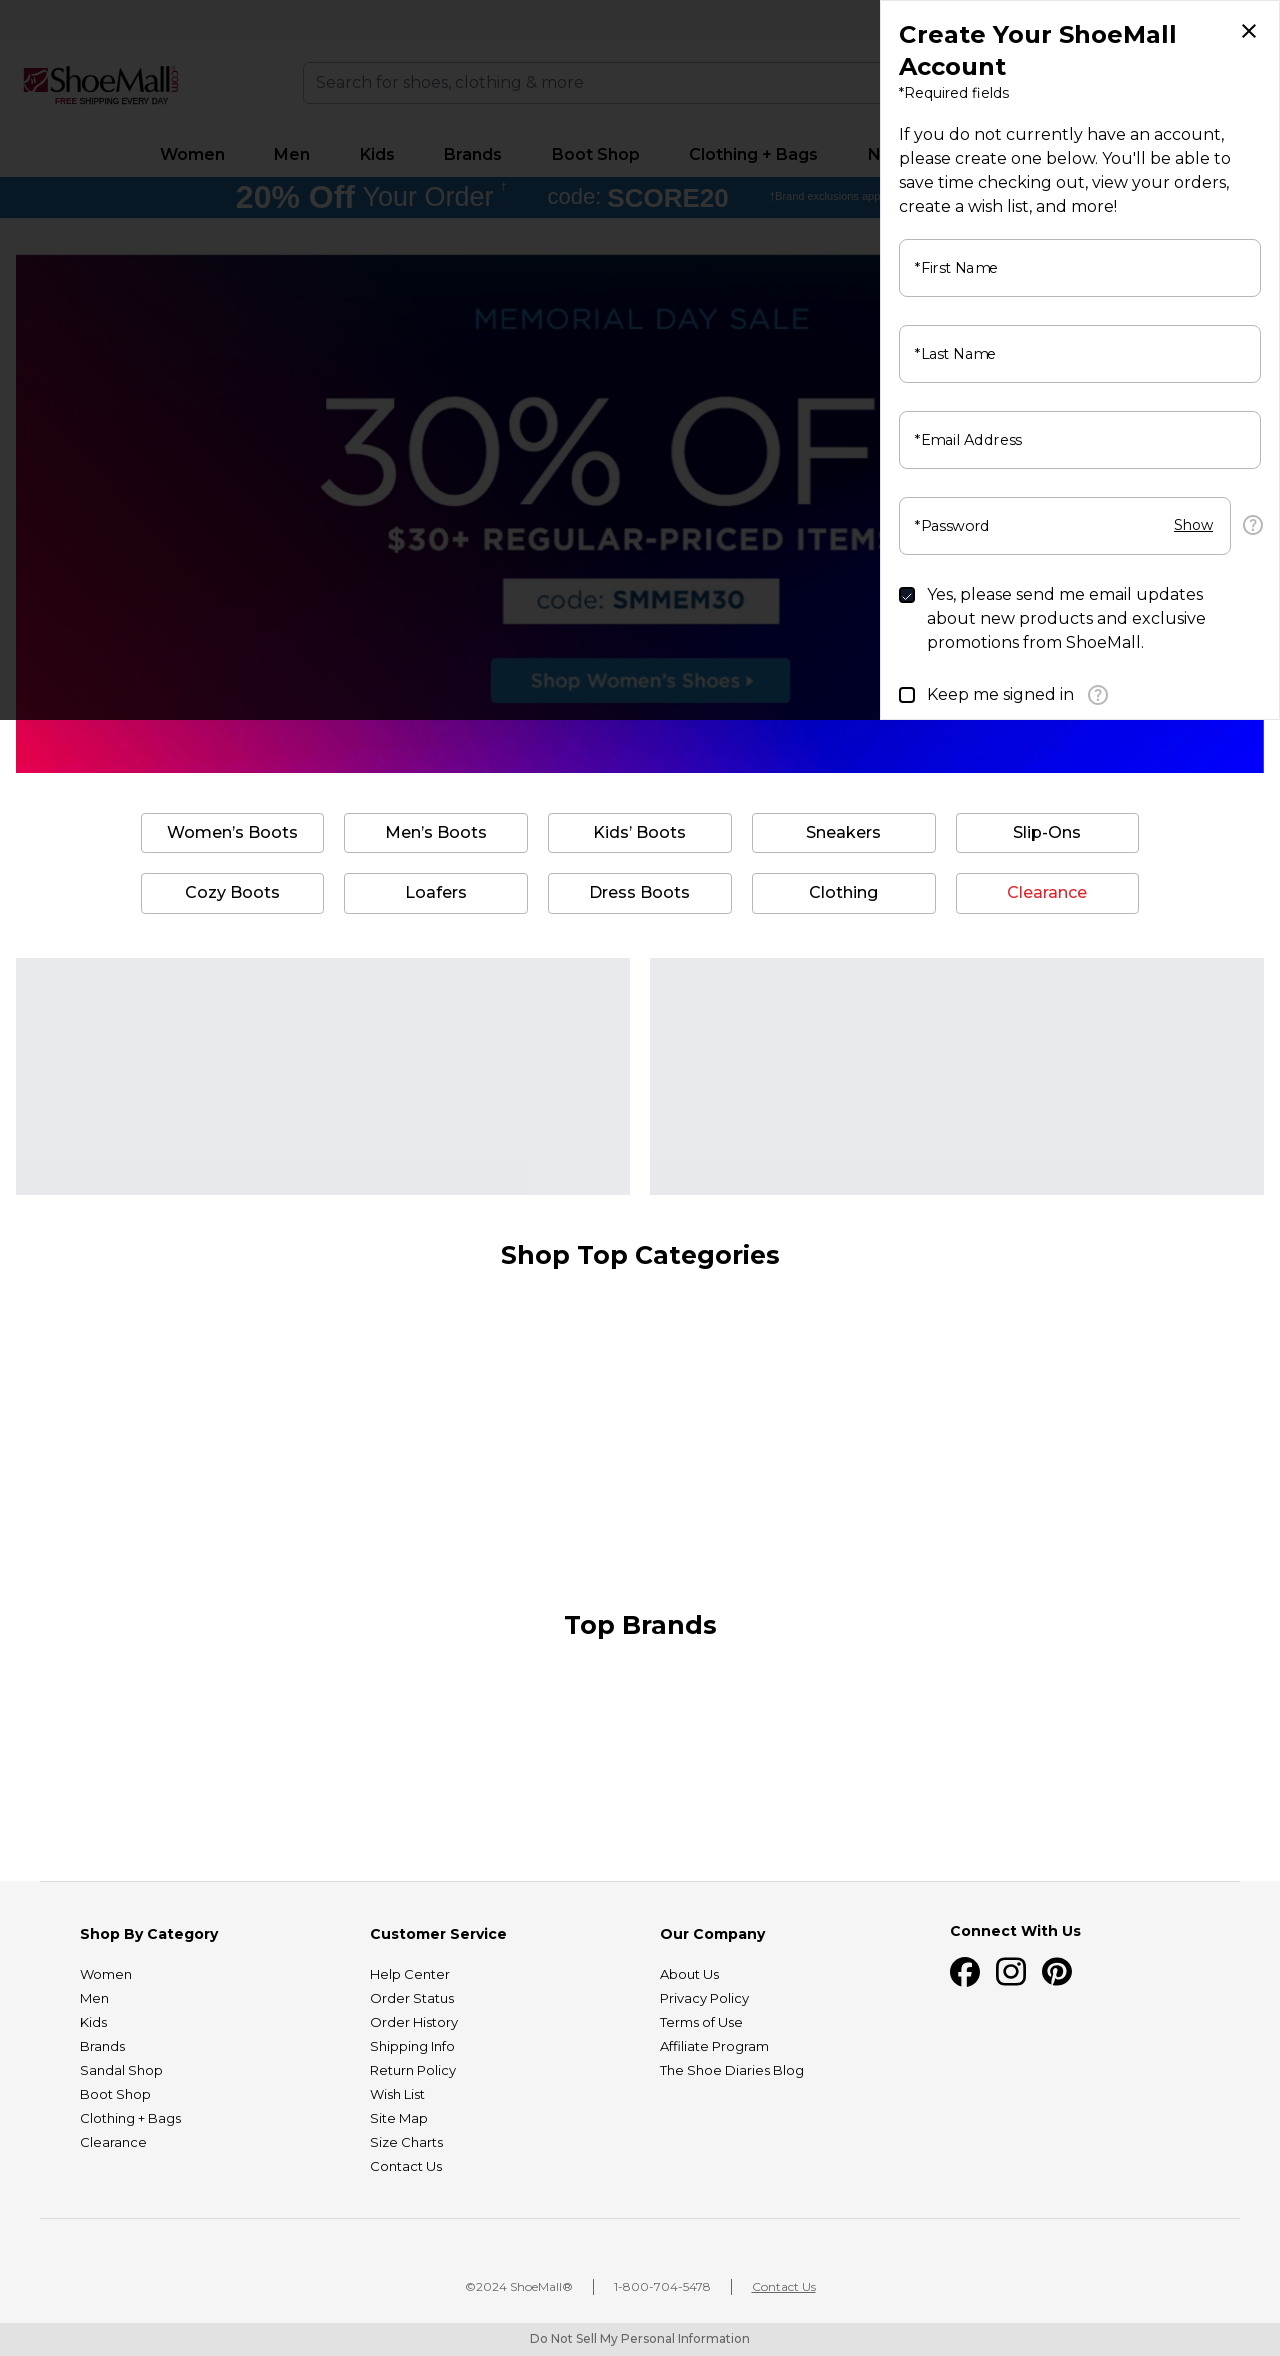 ShoeMall
.com
FREE SHIPPING EVERY DAY
Search for shoes, clothing & more
Women
Men
Kids
Brands
Boot Shop
Clothing + Bags
20% Off Your Order †
code: SCORE20
†Brand exclusions
MEMORIAL DAY SALE
30% OF
$30+ REGULAR-PRICED ITEMS
code: SMMEM30
Shop Women's Shoes
Create Your ShoeMall
Account
*Required fields
If you do not currently have an account,
please create one below. You'll be able to
save time checking out, view your orders,
create a wish list, and more!
*First Name
*Last Name
*Email Address
*Password
Show
?
Yes, please send me email updates
about new products and exclusive
promotions from ShoeMall.
Keep me signed in
?
Women’s Boots
Men’s Boots
Kids’ Boots
Sneakers
Slip-Ons
Cozy Boots
Loafers
Dress Boots
Clothing
Clearance
Shop Top Categories
Top Brands
Shop By Category
Women
Men
Kids
Brands
Sandal Shop
Boot Shop
Clothing + Bags
Clearance
Customer Service
Help Center
Order Status
Order History
Shipping Info
Return Policy
Wish List
Site Map
Size Charts
Contact Us
Our Company
About Us
Privacy Policy
Terms of Use
Affiliate Program
The Shoe Diaries Blog
Connect With Us
©2024 ShoeMall®
1-800-704-5478
Contact Us
Do Not Sell My Personal Information